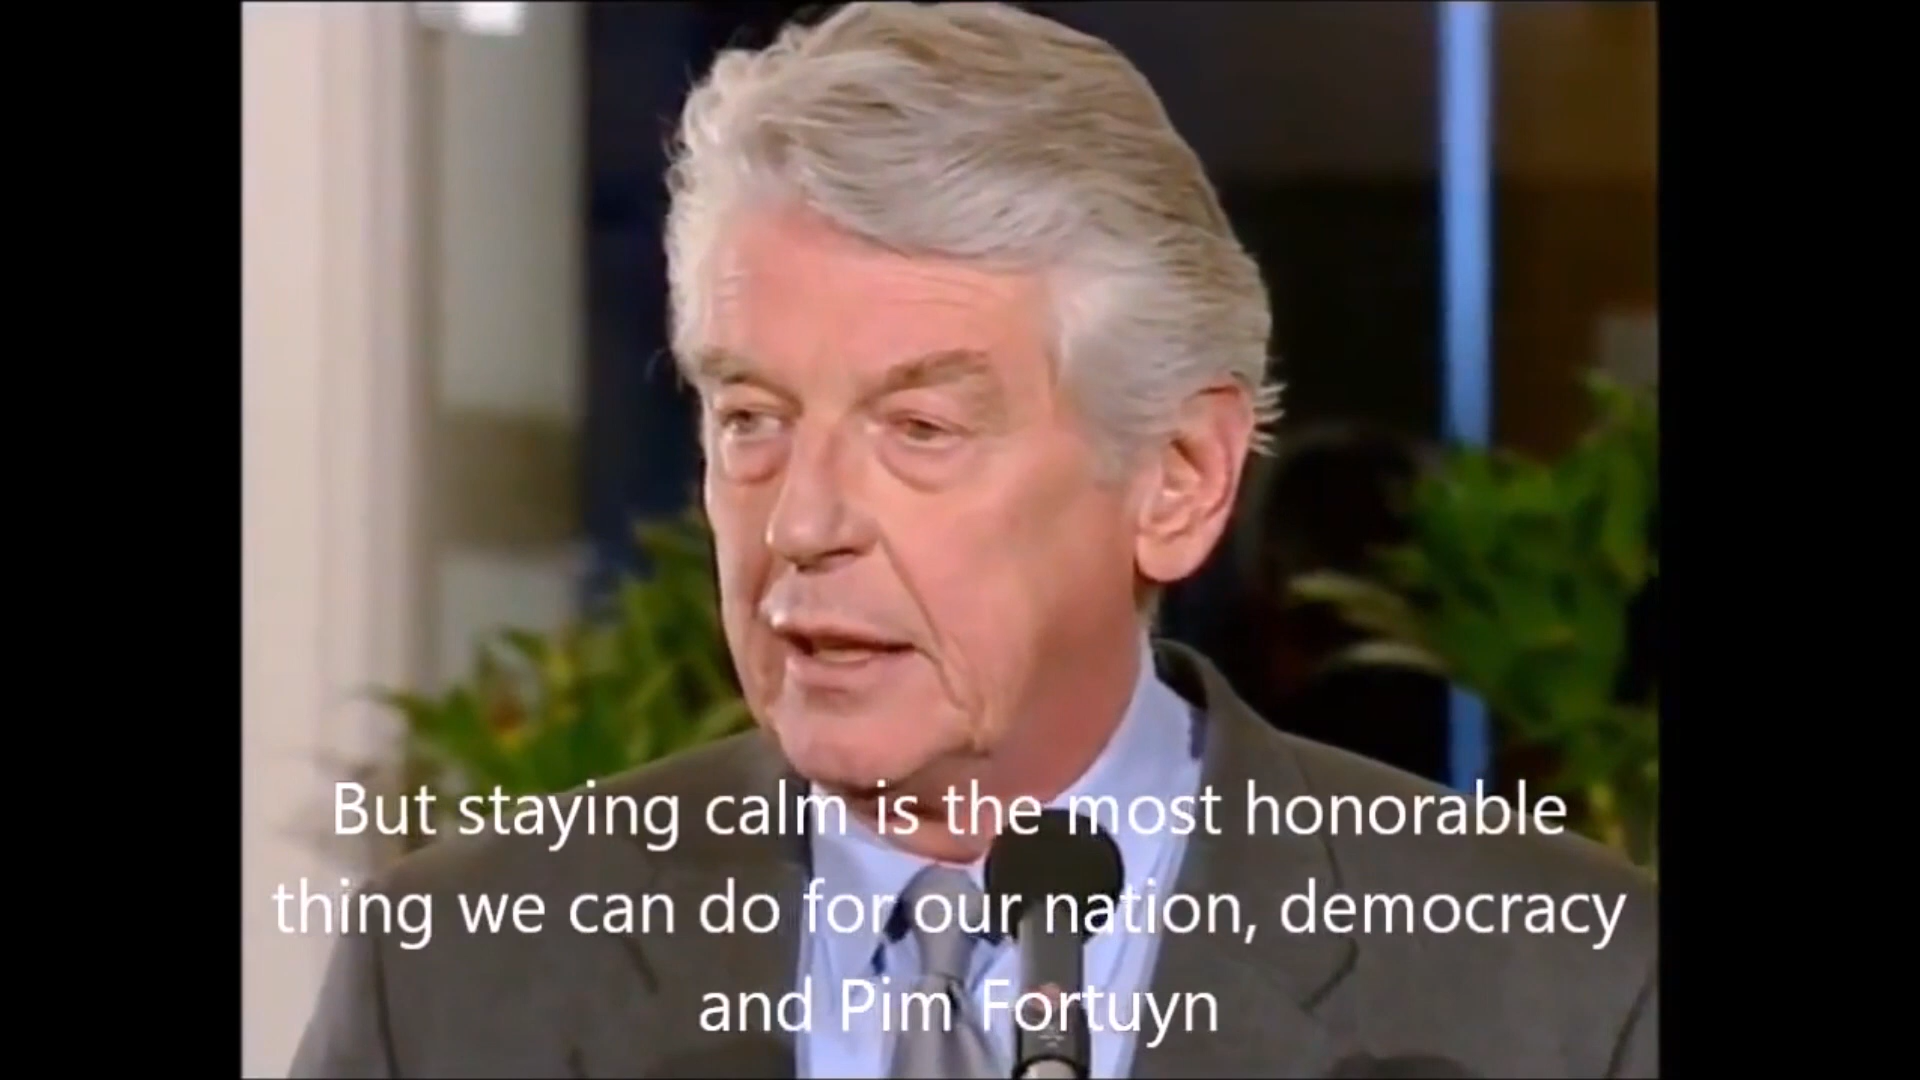 But staying calm is the most honorable
thing we can do for our nation, democracy
and Pim Fortuyn